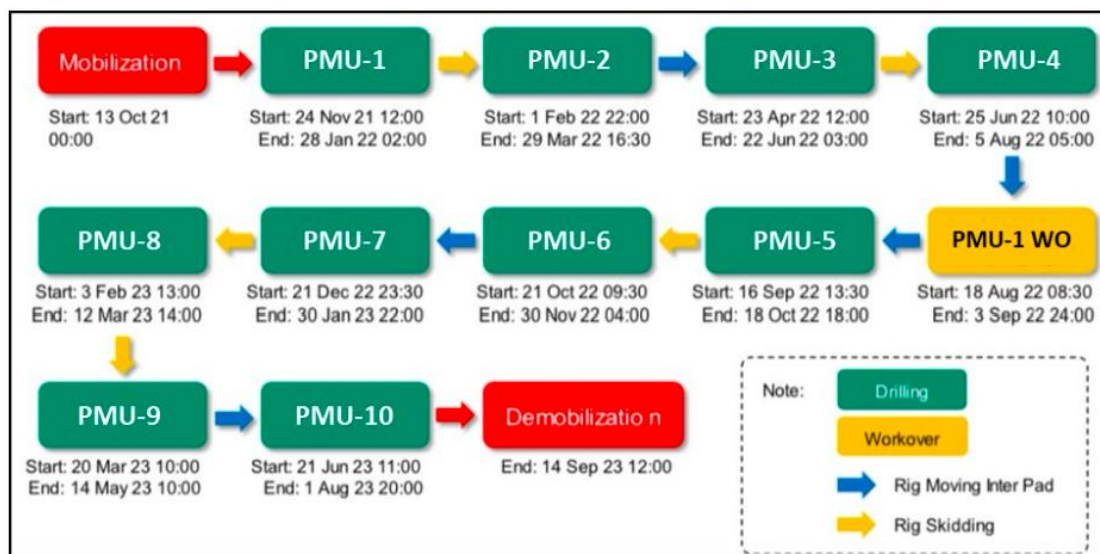 Mobilization
PMU-1
PMU-2
PMU-3
PMU-4
Start: 13 Oct 21
00:00
Start: 24 Nov 21 12:00
End: 28 Jan 22 02:00
Start: 1 Feb 22 22:00
End: 29 Mar 22 16:30
Start: 23 Apr 22 12:00
End: 22 Jun 22 03:00
Start: 25 Jun 22 10:00
End: 5 Aug 22 05:00
PMU-8
PMU-7
PMU-6
PMU-5
PMU-1 WO
Start: 3 Feb 23 13:00
End: 12 Mar 23 14:00
Start: 21 Dec 22 23:30
End: 30 Jan 23 22:00
Start: 21 Oct 22 09:30
End: 30 Nov 22 04:00
Start: 16 Sep 22 13:30
End: 18 Oct 22 18:00
Start: 18 Aug 22 08:30
End: 3 Sep 22 24:00
PMU-9
PMU-10
Demobilizatio n
Start: 20 Mar 23 10:00
End: 14 May 23 10:00
Start: 21 Jun 23 11:00
End: 1 Aug 23 20:00
End: 14 Sep 23 12:00
Note:
Drilling
Workover
Rig Moving Inter Pad
Rig Skidding